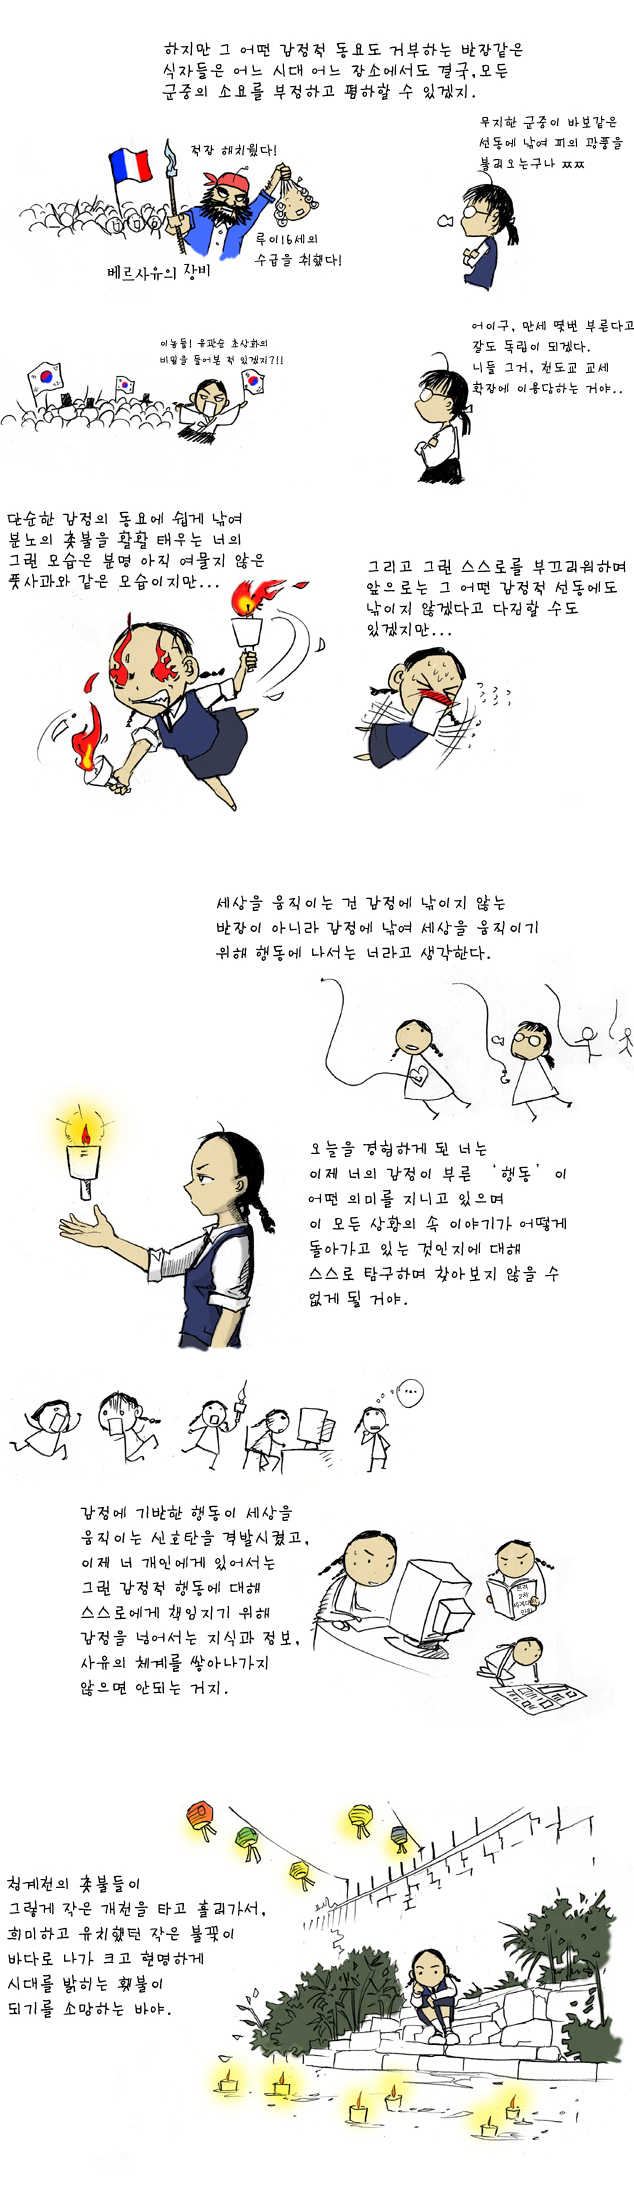 하지만 그 어떤 감정적 동요도 거부하는 반장같은
식자들은 어느 시대 어느 장소에서도 결국,모든
군중의 소요를 부정하고 폄하할 수 있겠지.
무지한 군중이 바보같은
선동에 낚여 피의 광풍을
불러오는구나 ㅉㅉ
적장 해치웠다!
루이16세의
수급을 취했다!
베르사유의 장비
어이구, 만세 몇번 부른다고
잘도 독립이 되겠다.
니들 그거, 천도교 교세
확장에 이용당하는 거야..
이놈들! 유관순 초상화의
비밀을 들어본 적 있겠지?!!
단순한 감정의 동요에 쉽게 낚여
분노의 촛불을 활활 태우는 너의
그런 모습은 분명 아직 여물지 않은
풋사과와 같은 모습이지만...
그리고 그런 스스로를 부끄러워하며
앞으로는 그 어떤 감정적 선동에도
낚이지 않겠다고 다짐할 수도
있겠지만...
세상을 움직이는 건 감정에 낚이지 않는
반장이 아니라 감정에 낚여 세상을 움직이기
위해 행동에 나서는 너라고 생각한다.
오늘을 경험하게 된 너는
이제 너의 감정이 부른 ‘행동’이
어떤 의미를 지니고 있으며
이 모든 상황의 속 이야기가 어떻게
돌아가고 있는 것인지에 대해
스스로 탐구하며 찾아보지 않을 수
없게 될 거야.
...
감정에 기반한 행동이 세상을
움직이는 신호탄을 격발시켰고,
이제 너 개인에게 있어서는
그런 감정적 행동에 대해
스스로에게 책임지기 위해
감정을 넘어서는 지식과 정보,
사유의 체계를 쌓아나가지
않으면 안되는 거지.
청계천의 촛불들이
그렇게 작은 개천을 타고 흘러가서,
희미하고 유치했던 작은 불꽃이
바다로 나가 크고 현명하게
시대를 밝히는 횃불이
되기를 소망하는 바야.